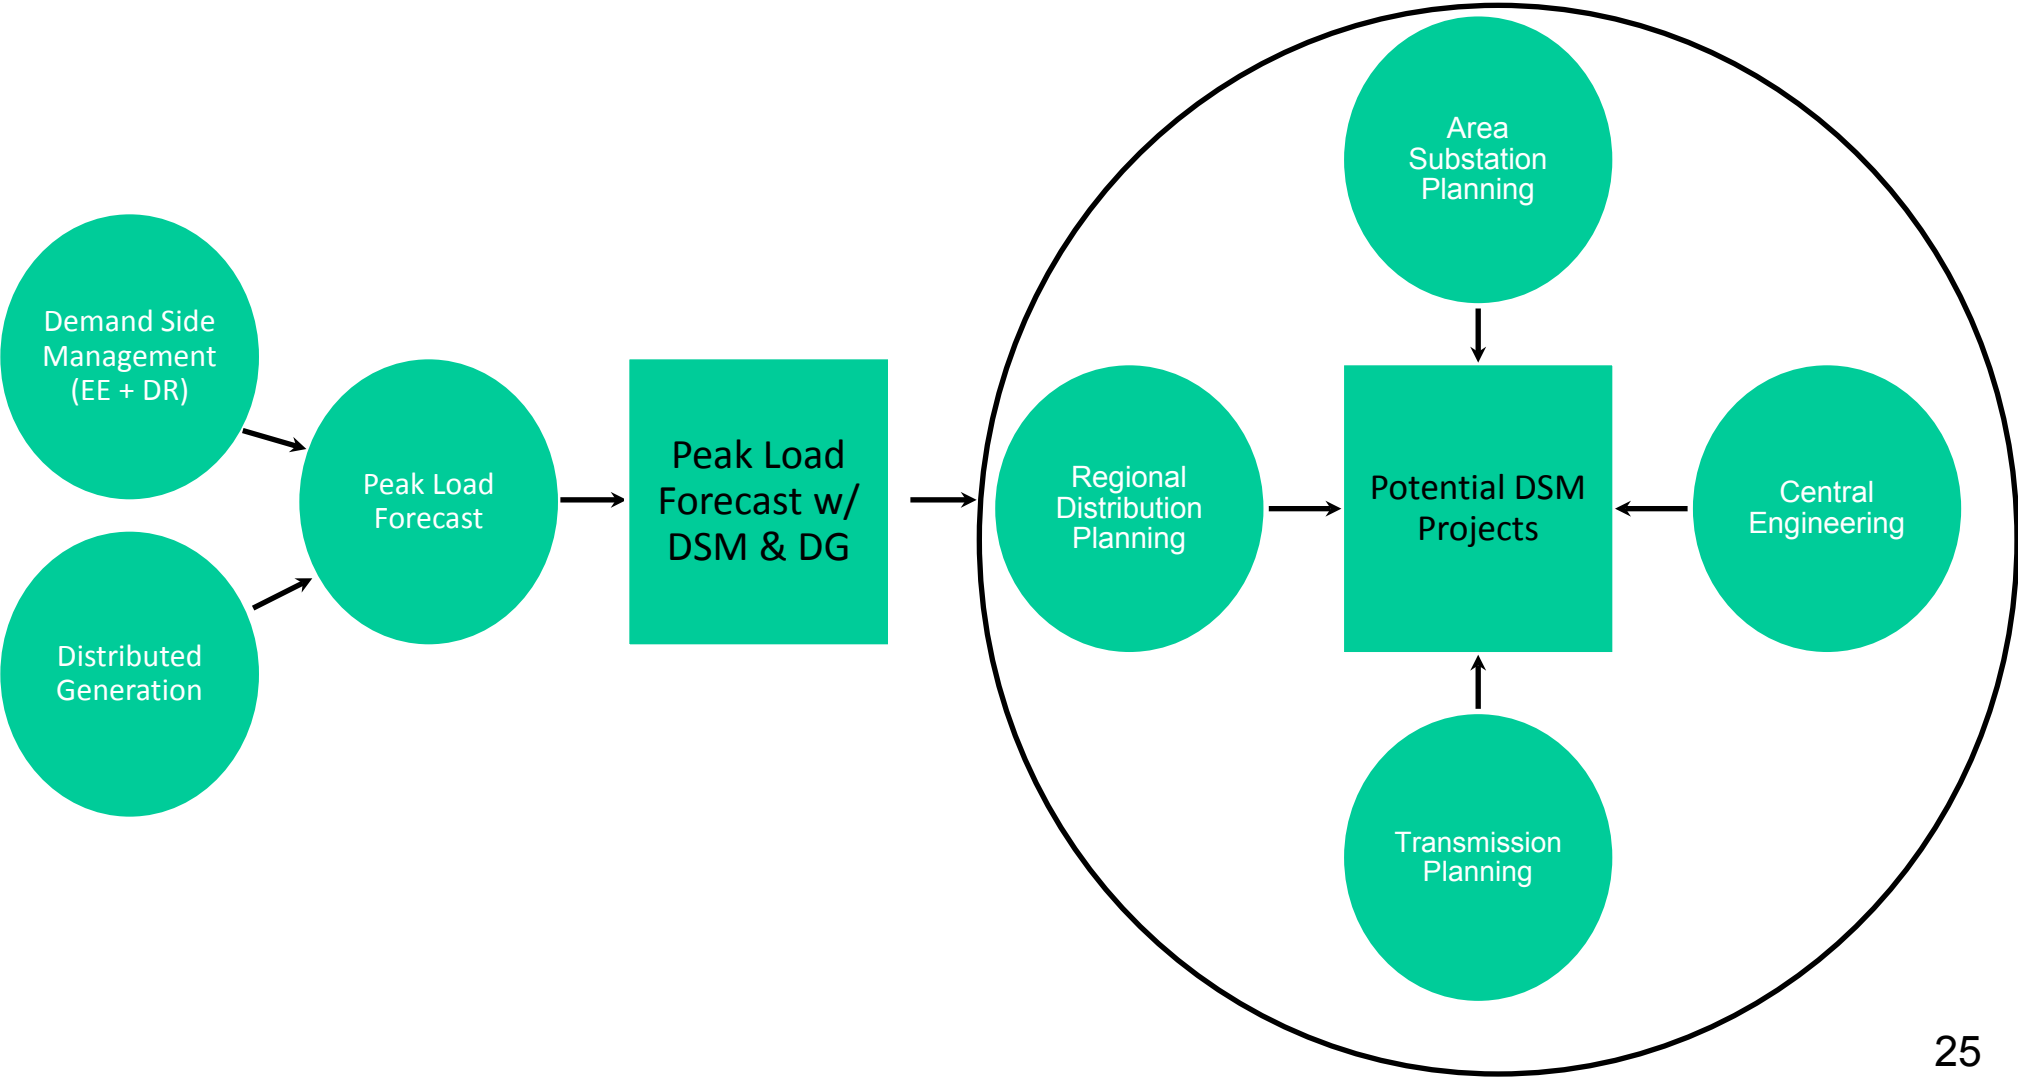 Demand Side
Management
(EE + DR)
Distributed
Generation
Peak Load
Forecast
Peak Load
Forecast w/
DSM & DG
Area
Substation
Planning
Regional
Distribution
Planning
Potential DSM
Projects
Central
Engineering
Transmission
Planning
25